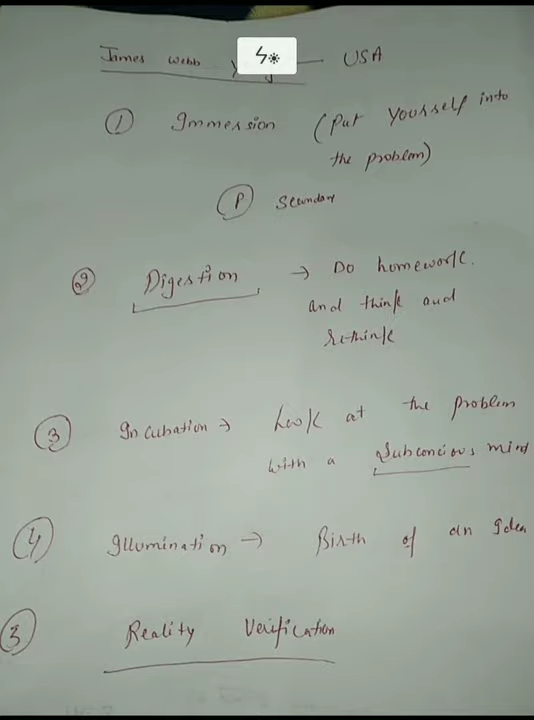 James Webb Y — USA
① Immersion (Put Yourself into
the problem)
Ⓟ Secondary
② Digestion → Do homework.
and think and
rethink
③ Incubation → Look at the problem
with a Subconcious mind
④ Illumination → Birth of an Idea
⑤ Reality Verification